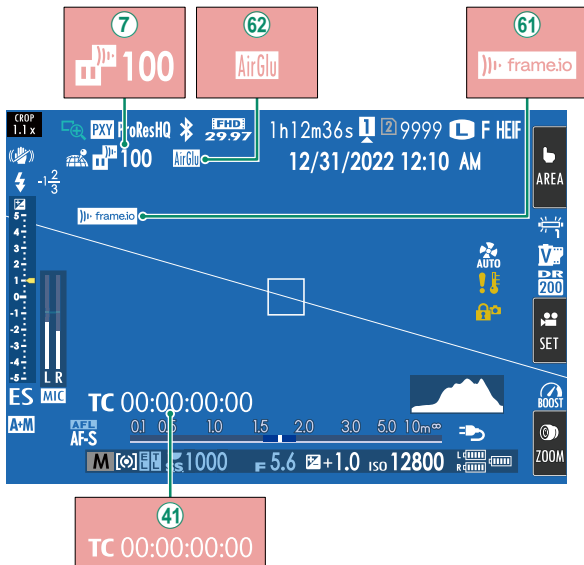 7 62 61
100 AirGlu frame.io
CROP 1.1 x PXY ProResHQ FHD 29.97 1h12m36s 1 2 9999 L F HEIF
100 AirGlu 12/31/2022 12:10 AM
AREA
-1 2/3
frame.io
5
4
3
2
1
0
-1
-2
-3
-4
-5
AUTO
V
DR 200
SET
L R
ES MIC
TC 00:00:00:00
BOOST
A+M AFL AF-S 0.1 0.5 1.0 1.5 2.0 3.0 5.0 10m ∞
M E T L S.S. 1000 F 5.6 +1.0 ISO 12800 L R
ZOOM
41
TC 00:00:00:00